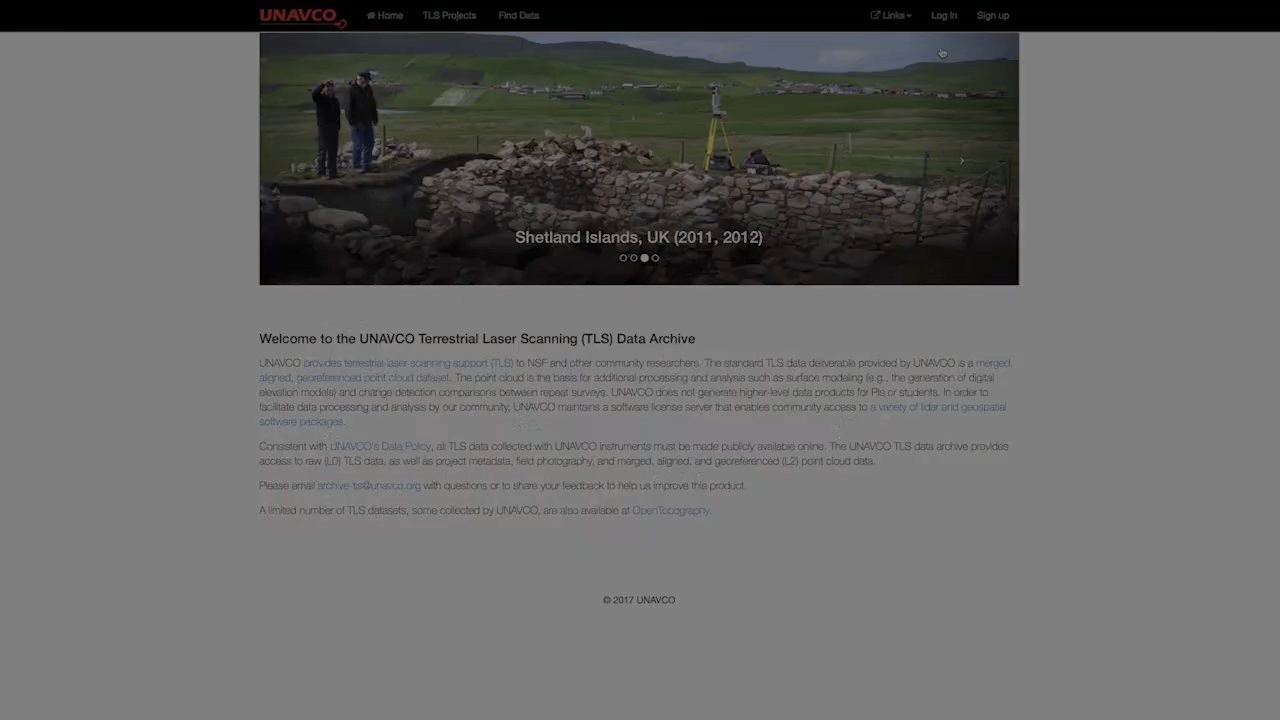 UNAVCO Home TLS Projects Find Data Links Log In Sign up
Shetland Islands, UK (2011, 2012)
Welcome to the UNAVCO Terrestrial Laser Scanning (TLS) Data Archive
UNAVCO provides terrestrial laser scanning support (TLS) to NSF and other community researchers. The standard TLS data deliverable provided by UNAVCO is a merged,
aligned, georeferenced point cloud dataset. The point cloud is the basis for additional processing and analysis such as surface modeling (e.g., the generation of digital
elevation models) and change detection comparisons between repeat surveys. UNAVCO does not generate higher-level data products for PIs or students. In order to
facilitate data processing and analysis by our community, UNAVCO maintains a software license server that enables community access to a variety of lidar and geospatial
software packages.
Consistent with UNAVCO's Data Policy, all TLS data collected with UNAVCO instruments must be made publicly available online. The UNAVCO TLS data archive provides
access to raw (L0) TLS data, as well as project metadata, field photography, and merged, aligned, and georeferenced (L2) point cloud data.
Please email archive-tls@unavco.org with questions or to share your feedback to help us improve this product.
A limited number of TLS datasets, some collected by UNAVCO, are also available at OpenTopography.
© 2017 UNAVCO